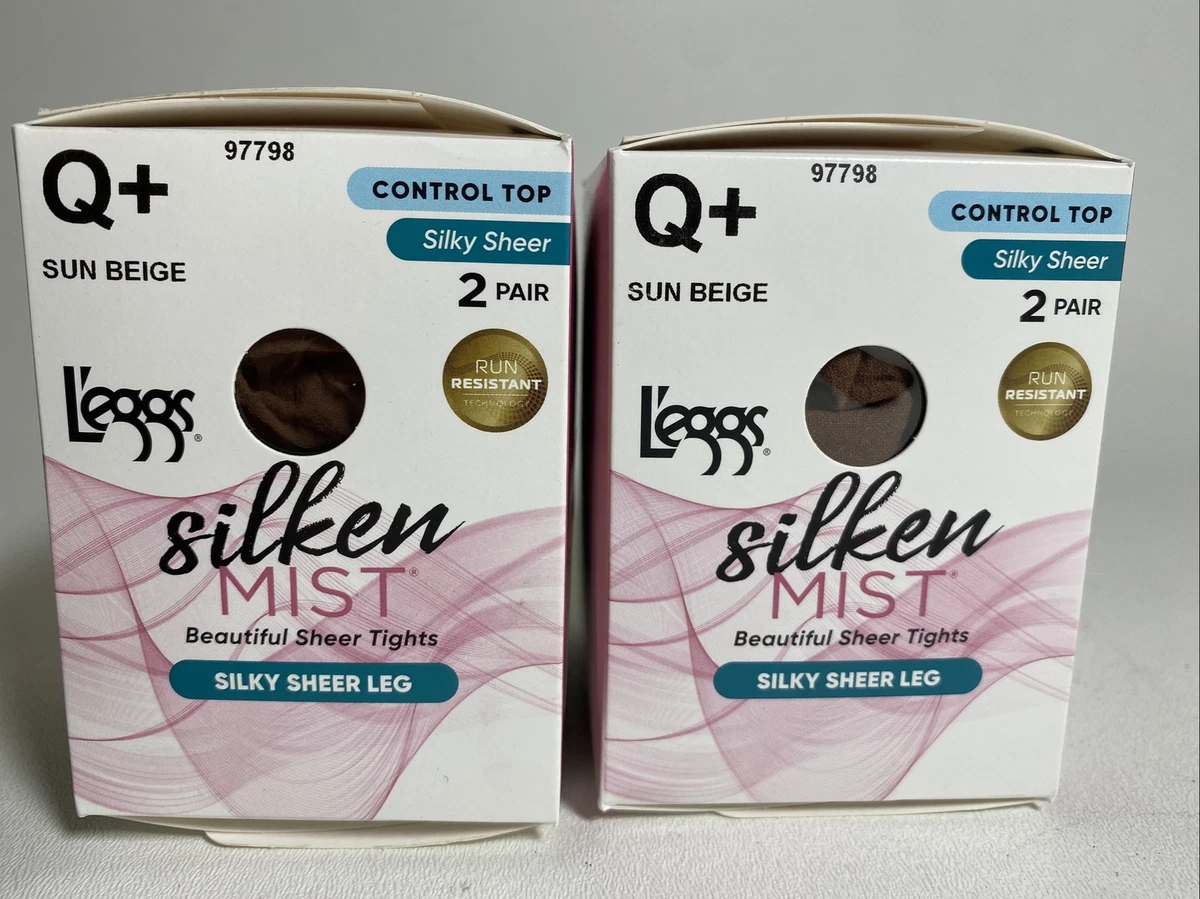 97798
Q+
CONTROL TOP
Silky Sheer
SUN BEIGE
2 PAIR
RUN
RESISTANT
TECHNOLOGY
L'eggs®
silken
MIST®
Beautiful Sheer Tights
SILKY SHEER LEG
97798
Q+
CONTROL TOP
Silky Sheer
SUN BEIGE
2 PAIR
RUN
RESISTANT
TECHNOLOGY
L'eggs®
silken
MIST®
Beautiful Sheer Tights
SILKY SHEER LEG